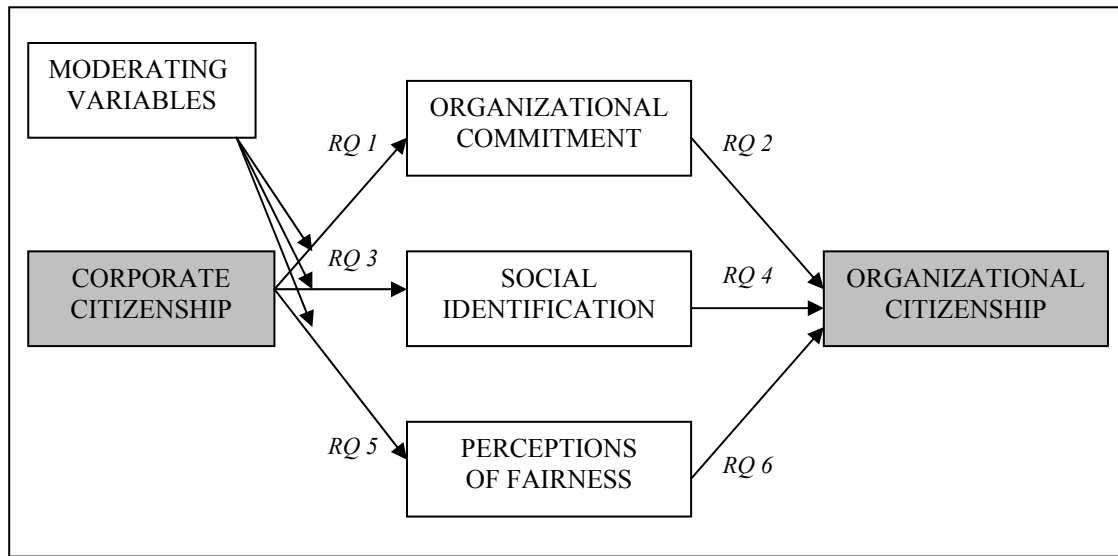 MODERATING
VARIABLES
ORGANIZATIONAL
COMMITMENT
RQ 1
RQ 2
CORPORATE
CITIZENSHIP
RQ 3
SOCIAL
IDENTIFICATION
RQ 4
ORGANIZATIONAL
CITIZENSHIP
RQ 5
PERCEPTIONS
OF FAIRNESS
RQ 6